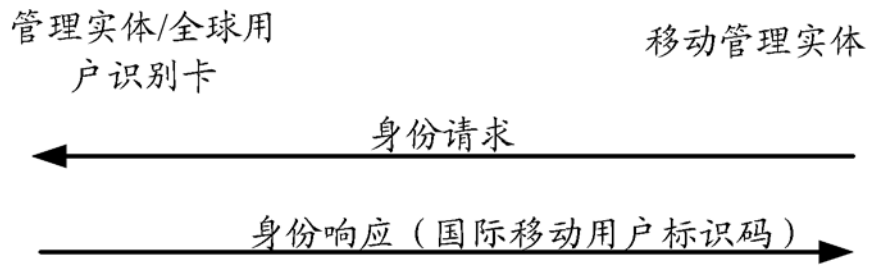 管理实体/全球用
户识别卡
移动管理实体
身份请求
身份响应（国际移动用户标识码）